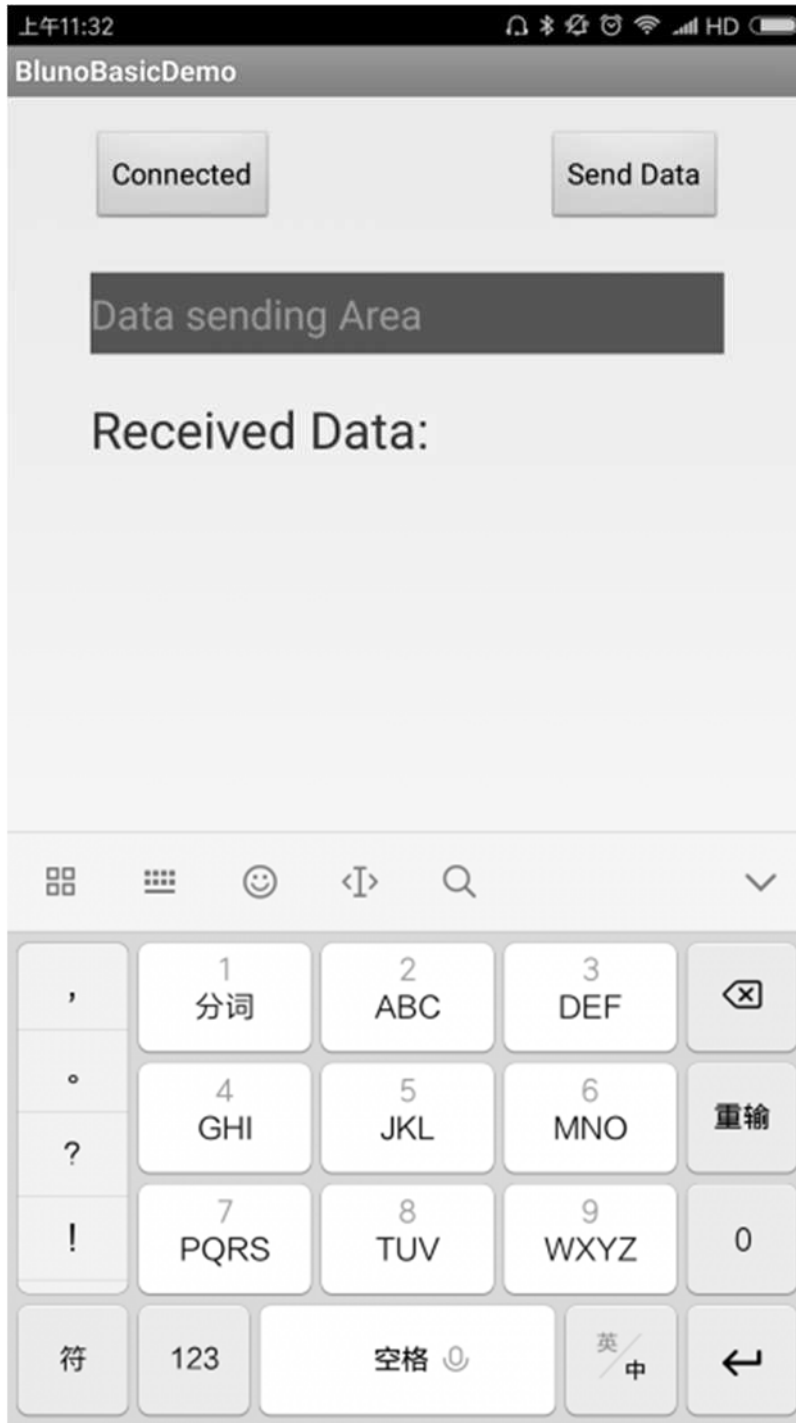 上午11:32 HD
BlunoBasicDemo
Connected Send Data
Data sending Area
Received Data:
, 1 2 3
分词 ABC DEF
。 4 5 6 重输
GHI JKL MNO
?
7 8 9
! PQRS TUV WXYZ 0
符 123 空格 英/中